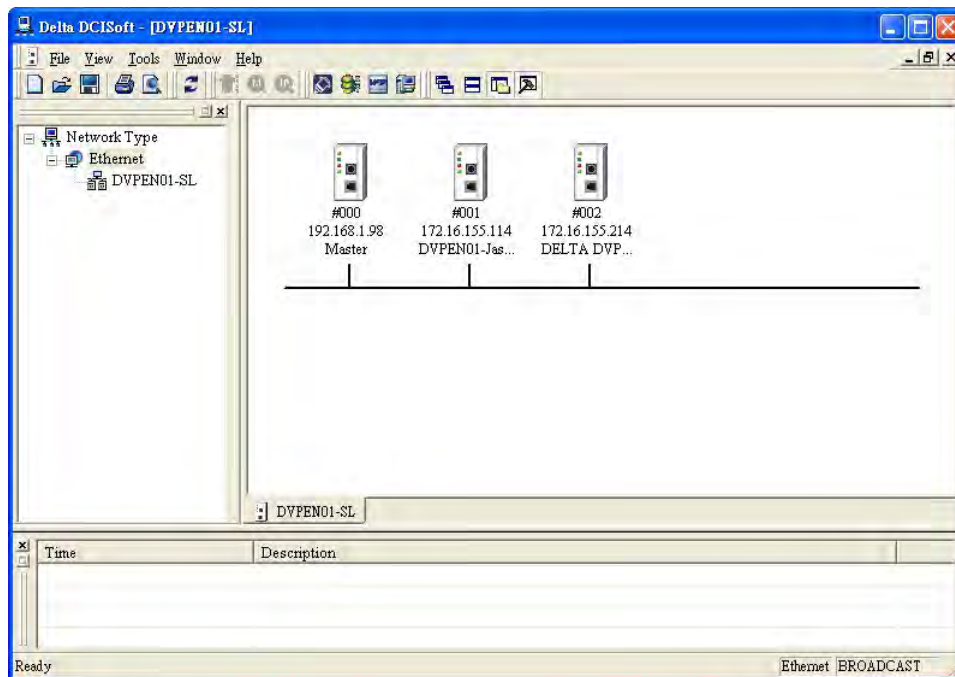 Delta DCISoft - [DVPEN01-SL]
File View Tools Window Help
Network Type
Ethernet
DVPEN01-SL
#000
192.168.1.98
Master
#001
172.16.155.114
DVPEN01-Jas...
#002
172.16.155.214
DELTA DVP...
DVPEN01-SL
Time Description
Ready Ethernet BROADCAST